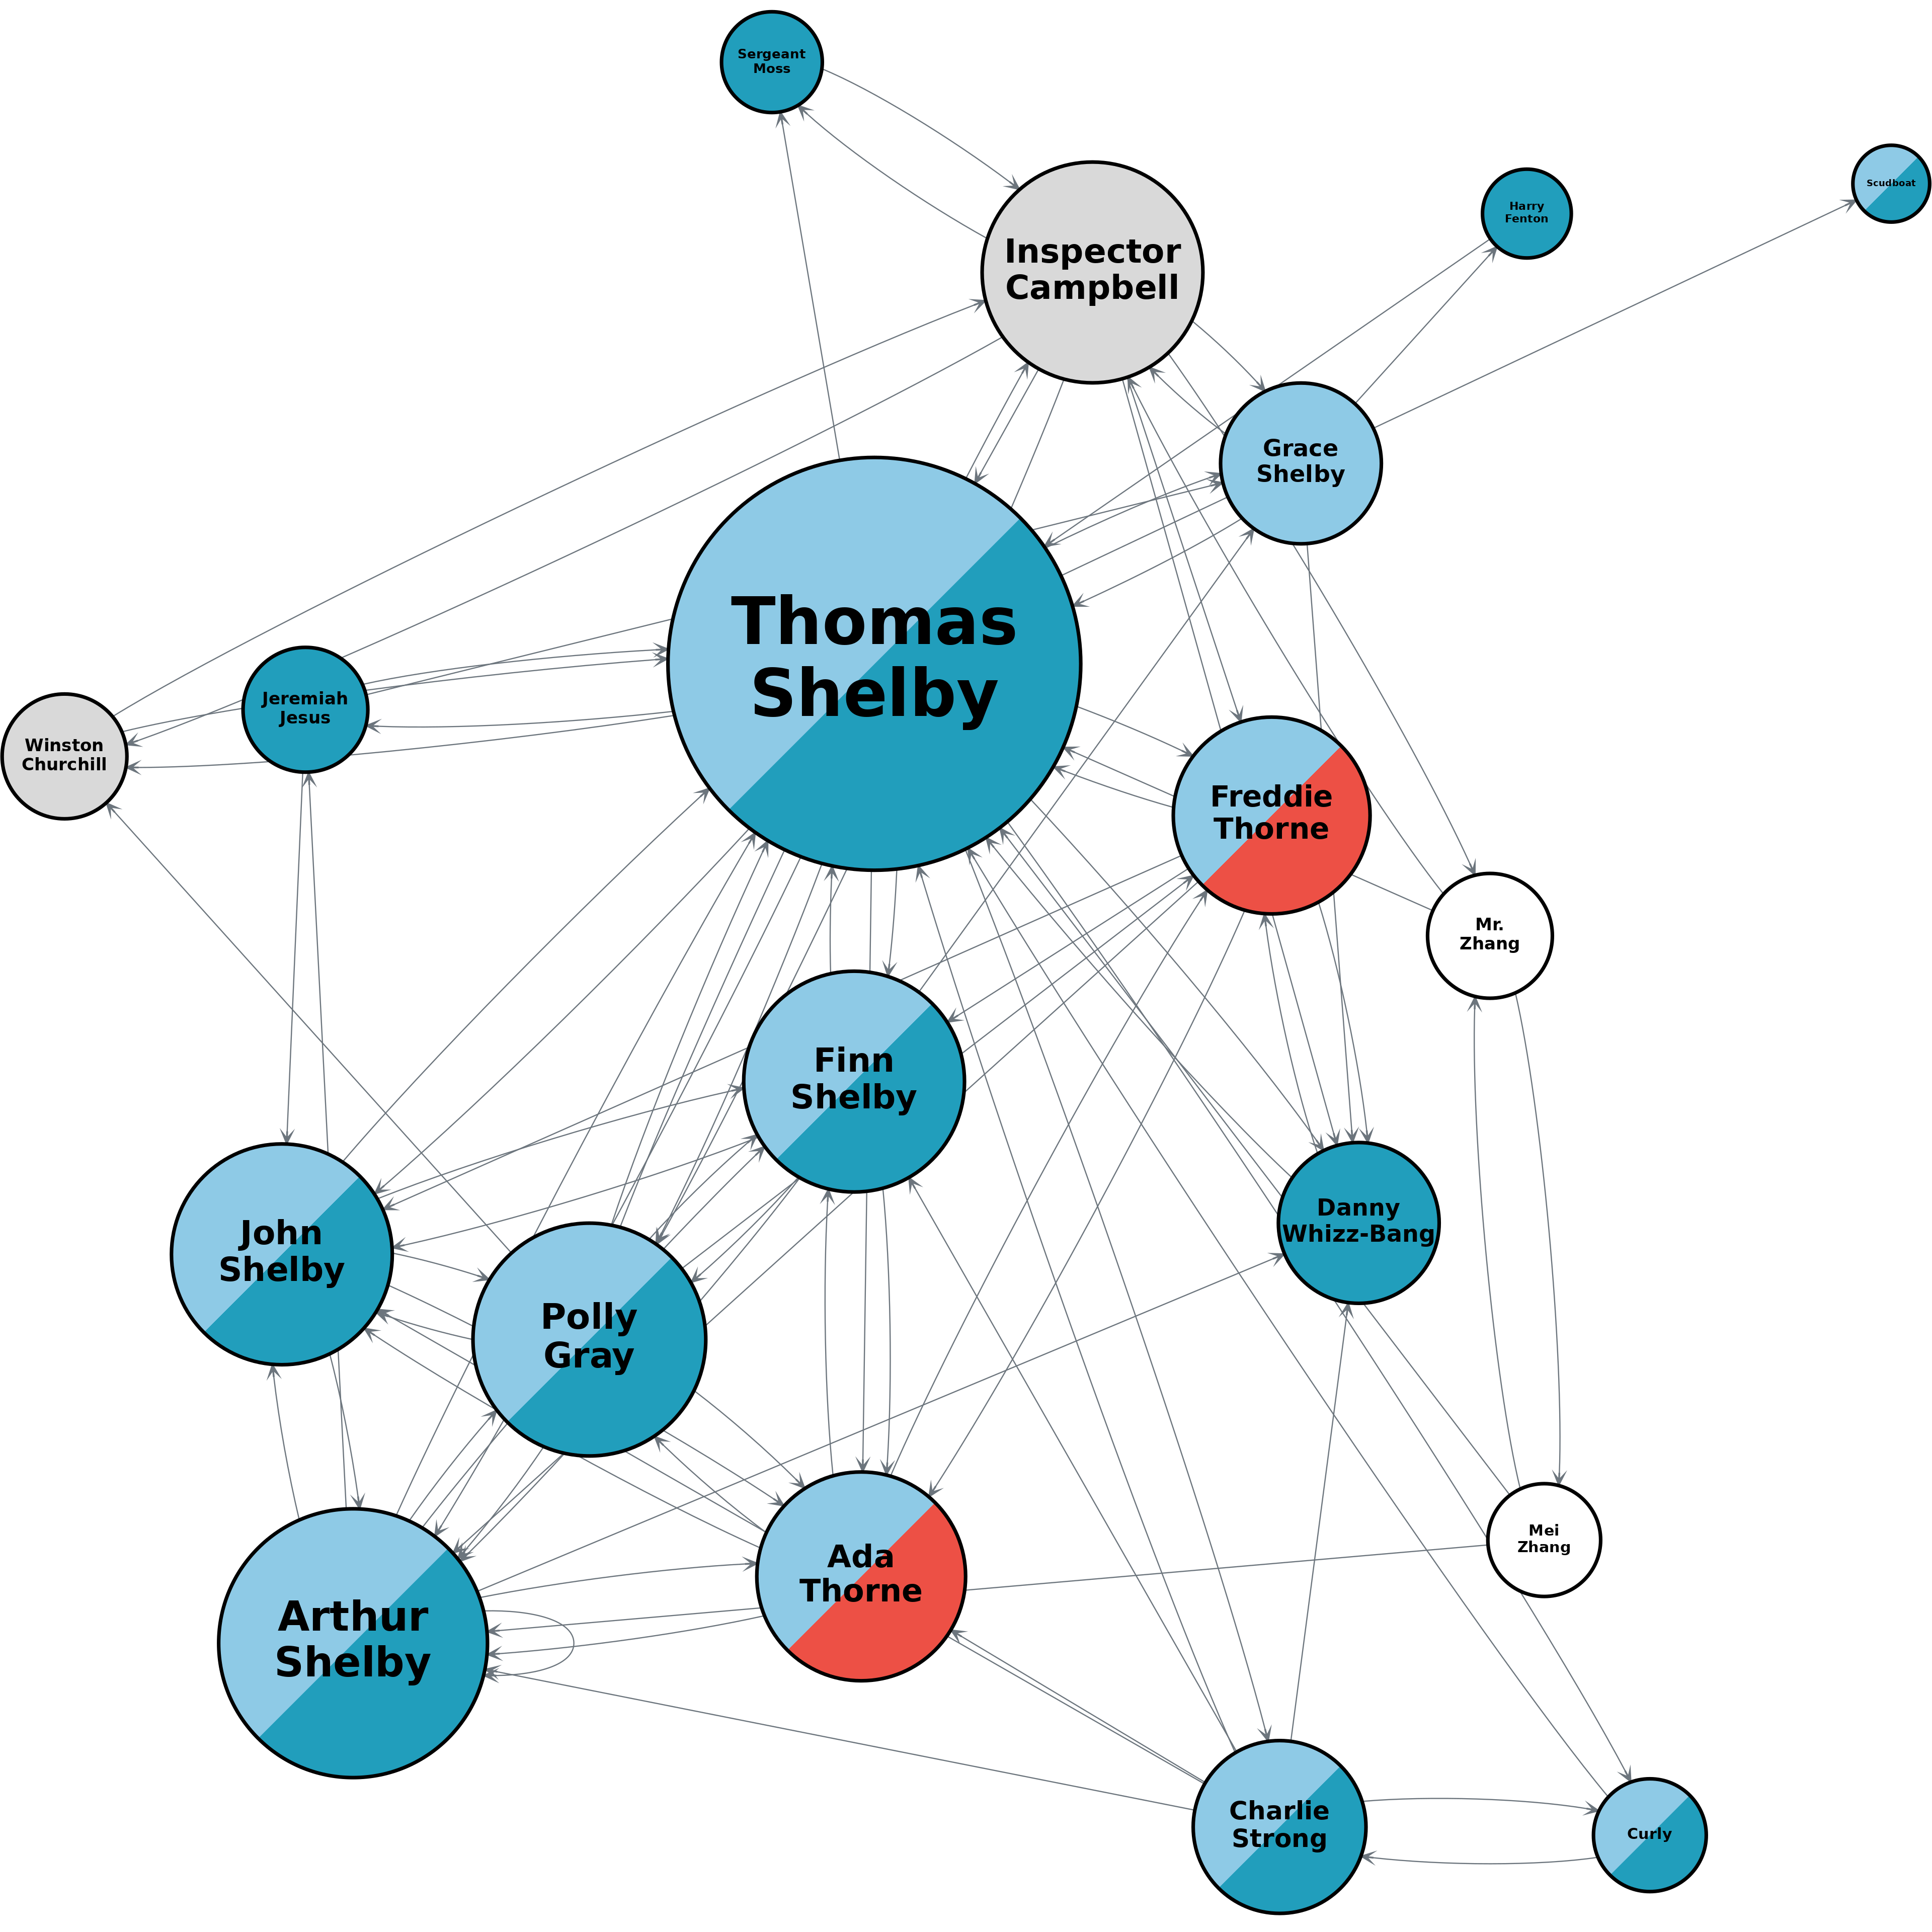 Sergeant
Moss
Scudboat
Harry
Fenton
Inspector
Campbell
Grace
Shelby
Thomas
Shelby
Jeremiah
Jesus
Winston
Churchill
Freddie
Thorne
Mr.
Zhang
Finn
Shelby
Danny
Whizz-Bang
John
Shelby
Polly
Gray
Mei
Zhang
Ada
Thorne
Arthur
Shelby
Charlie
Strong
Curly